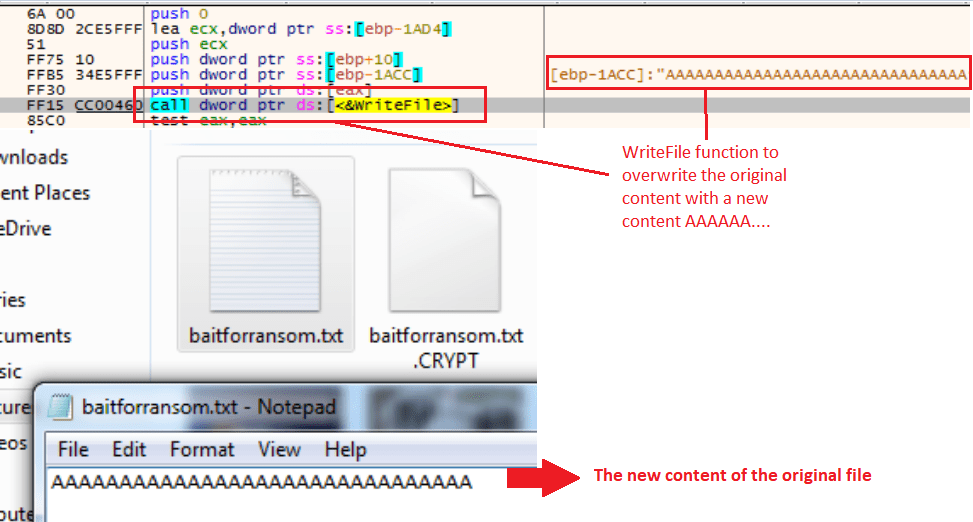 6A 00 push 0
8D8D 2CE5FFF lea ecx,dword ptr ss:[ebp-1AD4]
51 push ecx
FF75 10 push dword ptr ss:[ebp+10]
FFB5 34E5FFF push dword ptr ss:[ebp-1ACC] [ebp-1ACC]:"AAAAAAAAAAAAAAAAAAAAAAAAAAAAAAA
FF30 push dword ptr ds:[eax]
FF15 CC00460 call dword ptr ds:[<&WriteFile>]
85C0 test eax,eax
WriteFile function to
overwrite the original
content with a new
content AAAAAA....
wnloads
ent Places
eDrive
ries
cuments
sic
ture
eos
pute
baitforransom.txt
baitforransom.txt
.CRYPT
baitforransom.txt - Notepad
File Edit Format View Help
AAAAAAAAAAAAAAAAAAAAAAAAAAAAAAAA
The new content of the original file